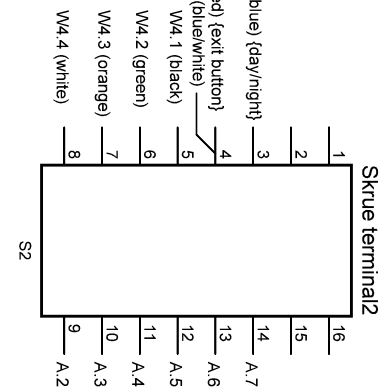 Skrue terminal2
blue) {day/night}
ed) {exit button}
(blue/white)
W4.1 (black)
W4.2 (green)
W4.3 (orange)
W4.4 (white)
1
2
3
4
5
6
7
8
16
15
14
13
12
11
10
9
A.7
A.6
A.5
A.4
A.3
A.2
S2